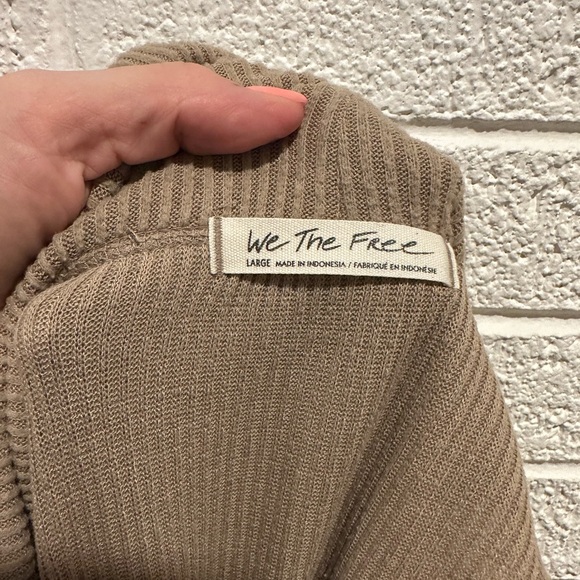 We The Free
LARGE MADE IN INDONESIA / FABRIQUÉ EN INDONÉSIE